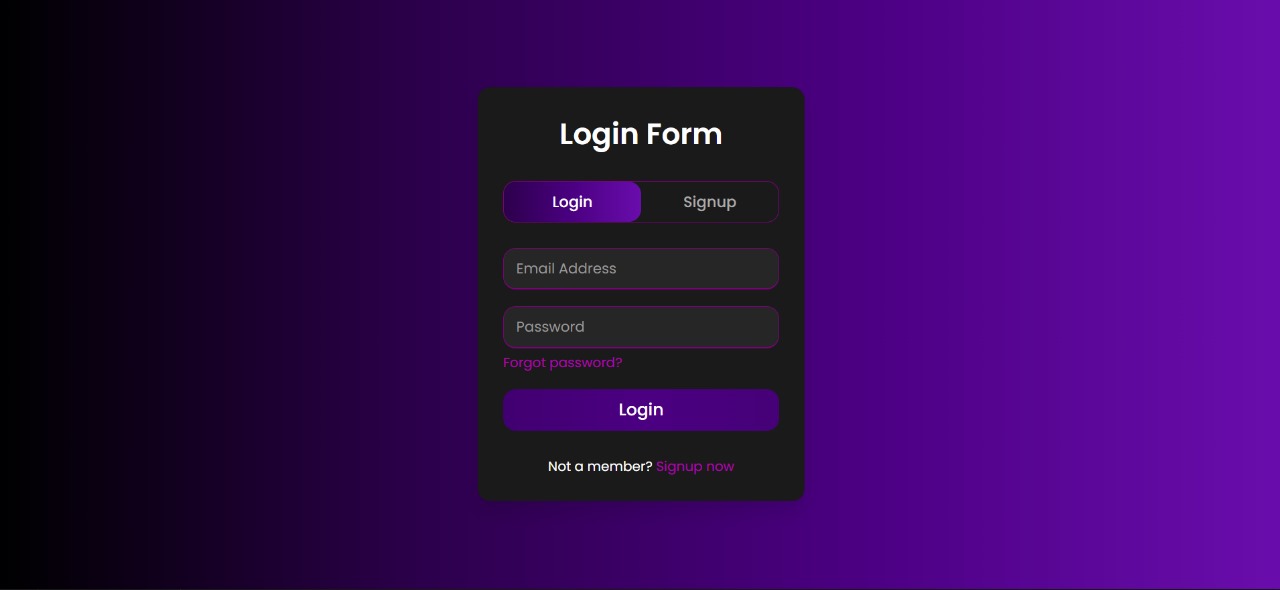 Login Form
Login Signup
Email Address
Password
Forgot password?
Login
Not a member? Signup now